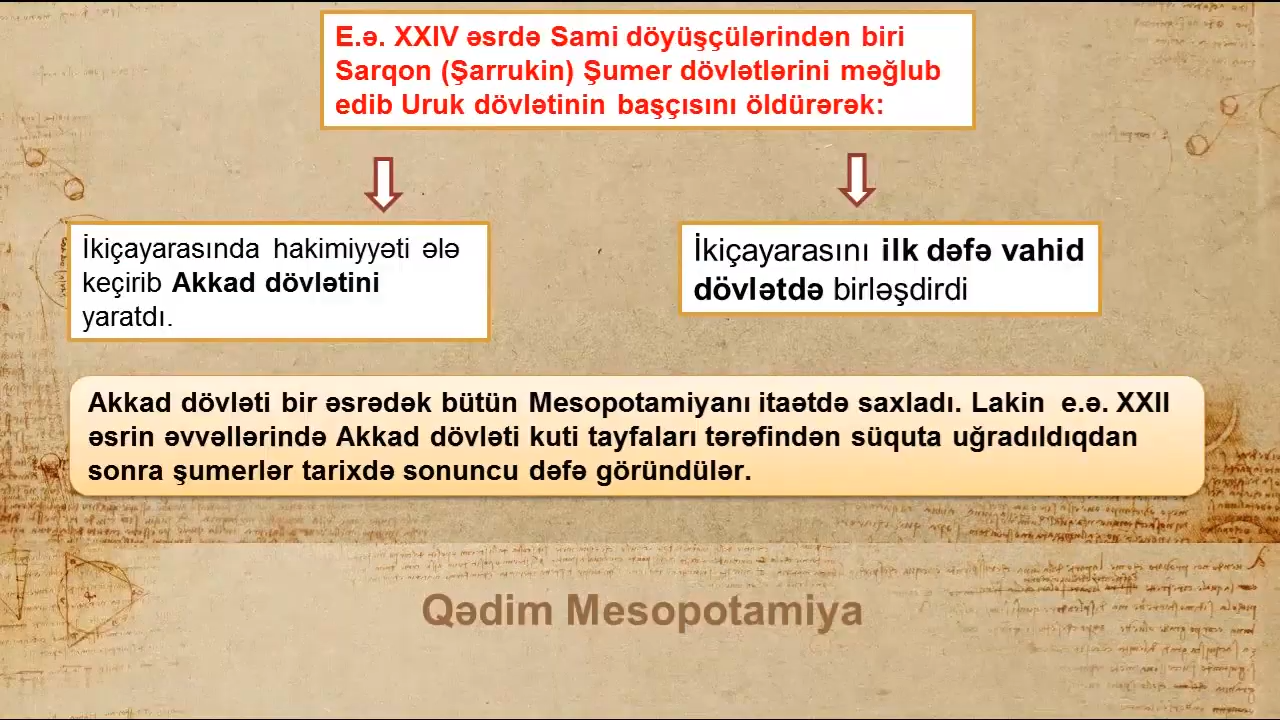 E.ə. XXIV əsrdə Sami döyüşçülərindən biri
Sarqon (Şarrukin) Şumer dövlətlərini məğlub
edib Uruk dövlətinin başçısını öldürərək:
İkiçayarasında hakimiyyəti ələ
keçirib Akkad dövlətini
yaratdı.
İkiçayarasını ilk dəfə vahid
dövlətdə birləşdirdi
Akkad dövləti bir əsrədək bütün Mesopotamiyanı itaətdə saxladı. Lakin e.ə. XXII
əsrin əvvəllərində Akkad dövləti kuti tayfaları tərəfindən süquta uğradıldıqdan
sonra şumerlər tarixdə sonuncu dəfə göründülər.
Qədim Mesopotamiya